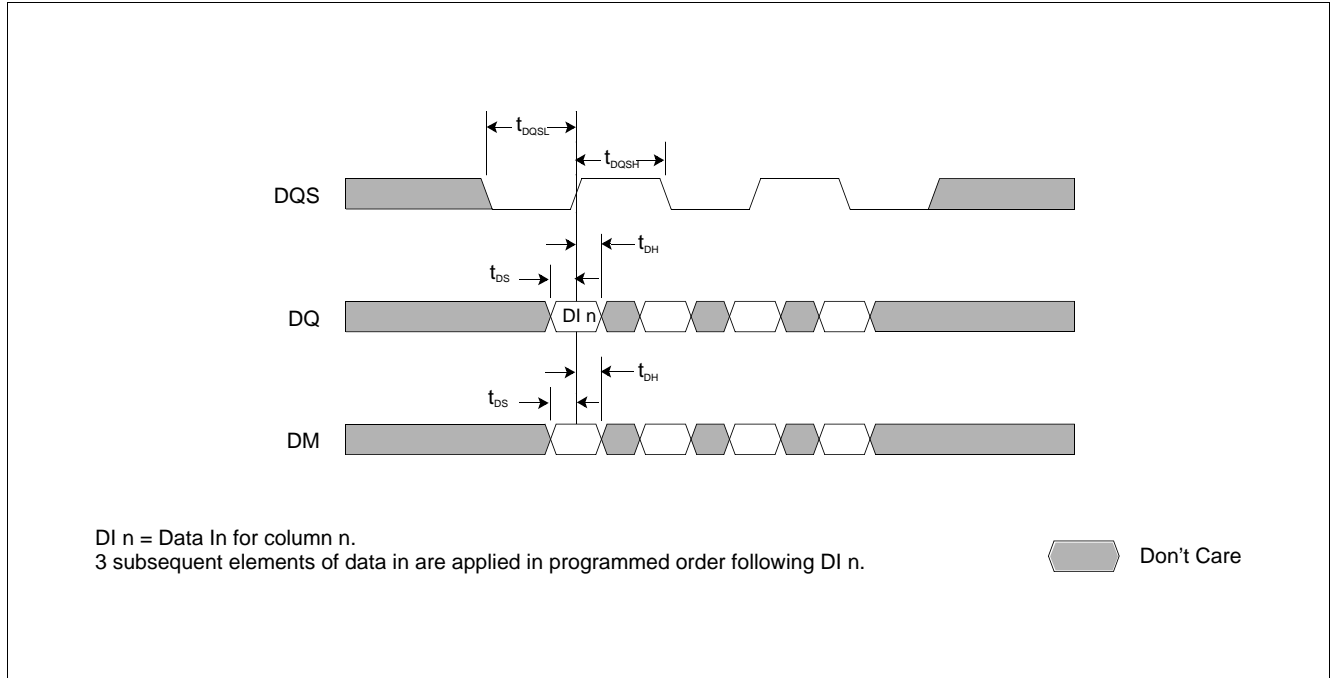 tDQSL
tDQSH
DQS
tDH
tDS
DQ
DI n
tDH
tDS
DM
DI n = Data In for column n.
3 subsequent elements of data in are applied in programmed order following DI n.
Don't Care